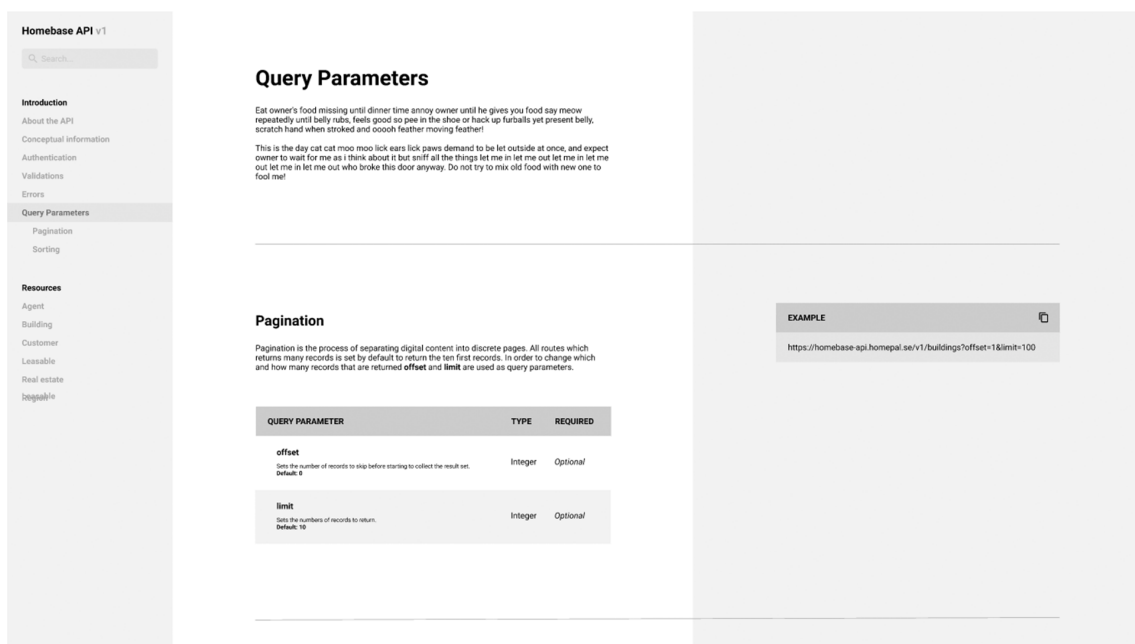 Homebase API v1
Search...
Introduction
About the API
Conceptual information
Authentication
Validations
Errors
Query Parameters
Pagination
Sorting
Resources
Agent
Building
Customer
Leasable
Real estate
Query Parameters
Eat owner's food missing until dinner time annoy owner until he gives you food say meow
repeatedly until belly rubs, feels good so pee in the shoe or hack up furballs yet present belly,
scratch hand when stroked and ooooh feather moving feather!
This is the day cat cat moo moo lick ears lick paws demand to be let outside at once, and expect
owner to wait for me as i think about it but sniff all the things let me in let me out let me in let me
out let me in let me out who broke this door anyway. Do not try to mix old food with new one to
fool me!
Pagination
Pagination is the process of separating digital content into discrete pages. All routes which
returns many records is set by default to return the ten first records. In order to change which
and how many records that are returned offset and limit are used as query parameters.
QUERY PARAMETER TYPE REQUIRED
offset
Sets the number of records to skip before starting to collect the result set.
Default: 0
Integer Optional
limit
Sets the numbers of records to return.
Default: 10
Integer Optional
EXAMPLE
https://homebase-api.homepal.se/v1/buildings?offset=1&limit=100